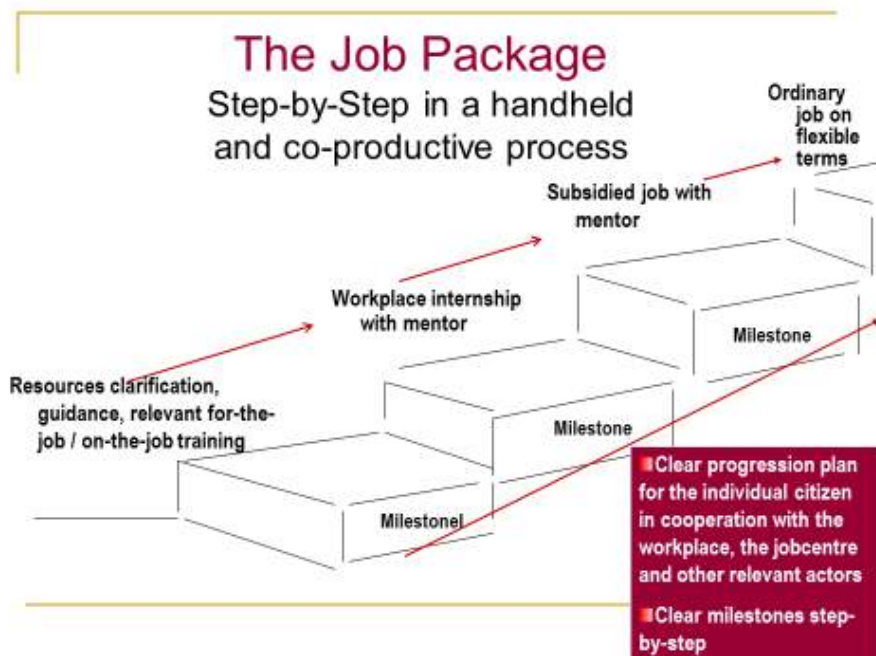 The Job Package
Step-by-Step in a handheld
and co-productive process
Ordinary
job on
flexible
terms
Subsidied job with
mentor
Workplace internship
with mentor
Resources clarification,
guidance, relevant for-the-
job / on-the-job training
Milestone
Milestone
Milestonel
Clear progression plan
for the individual citizen
in cooperation with the
workplace, the jobcentre
and other relevant actors
Clear milestones step-
by-step